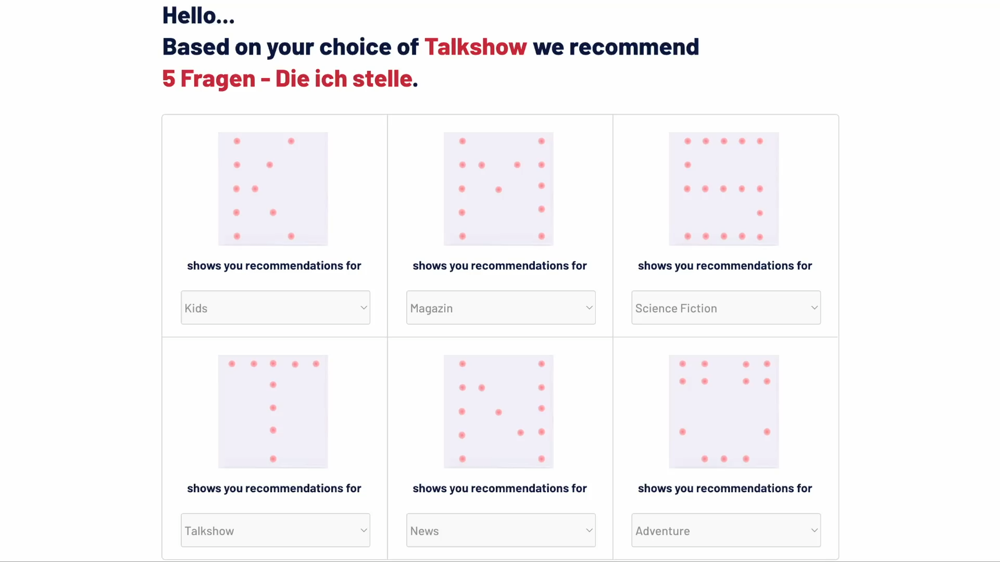 Hello...
Based on your choice of Talkshow we recommend
5 Fragen - Die ich stelle.
shows you recommendations for
shows you recommendations for
shows you recommendations for
Kids
Magazin
Science Fiction
shows you recommendations for
shows you recommendations for
shows you recommendations for
Talkshow
News
Adventure